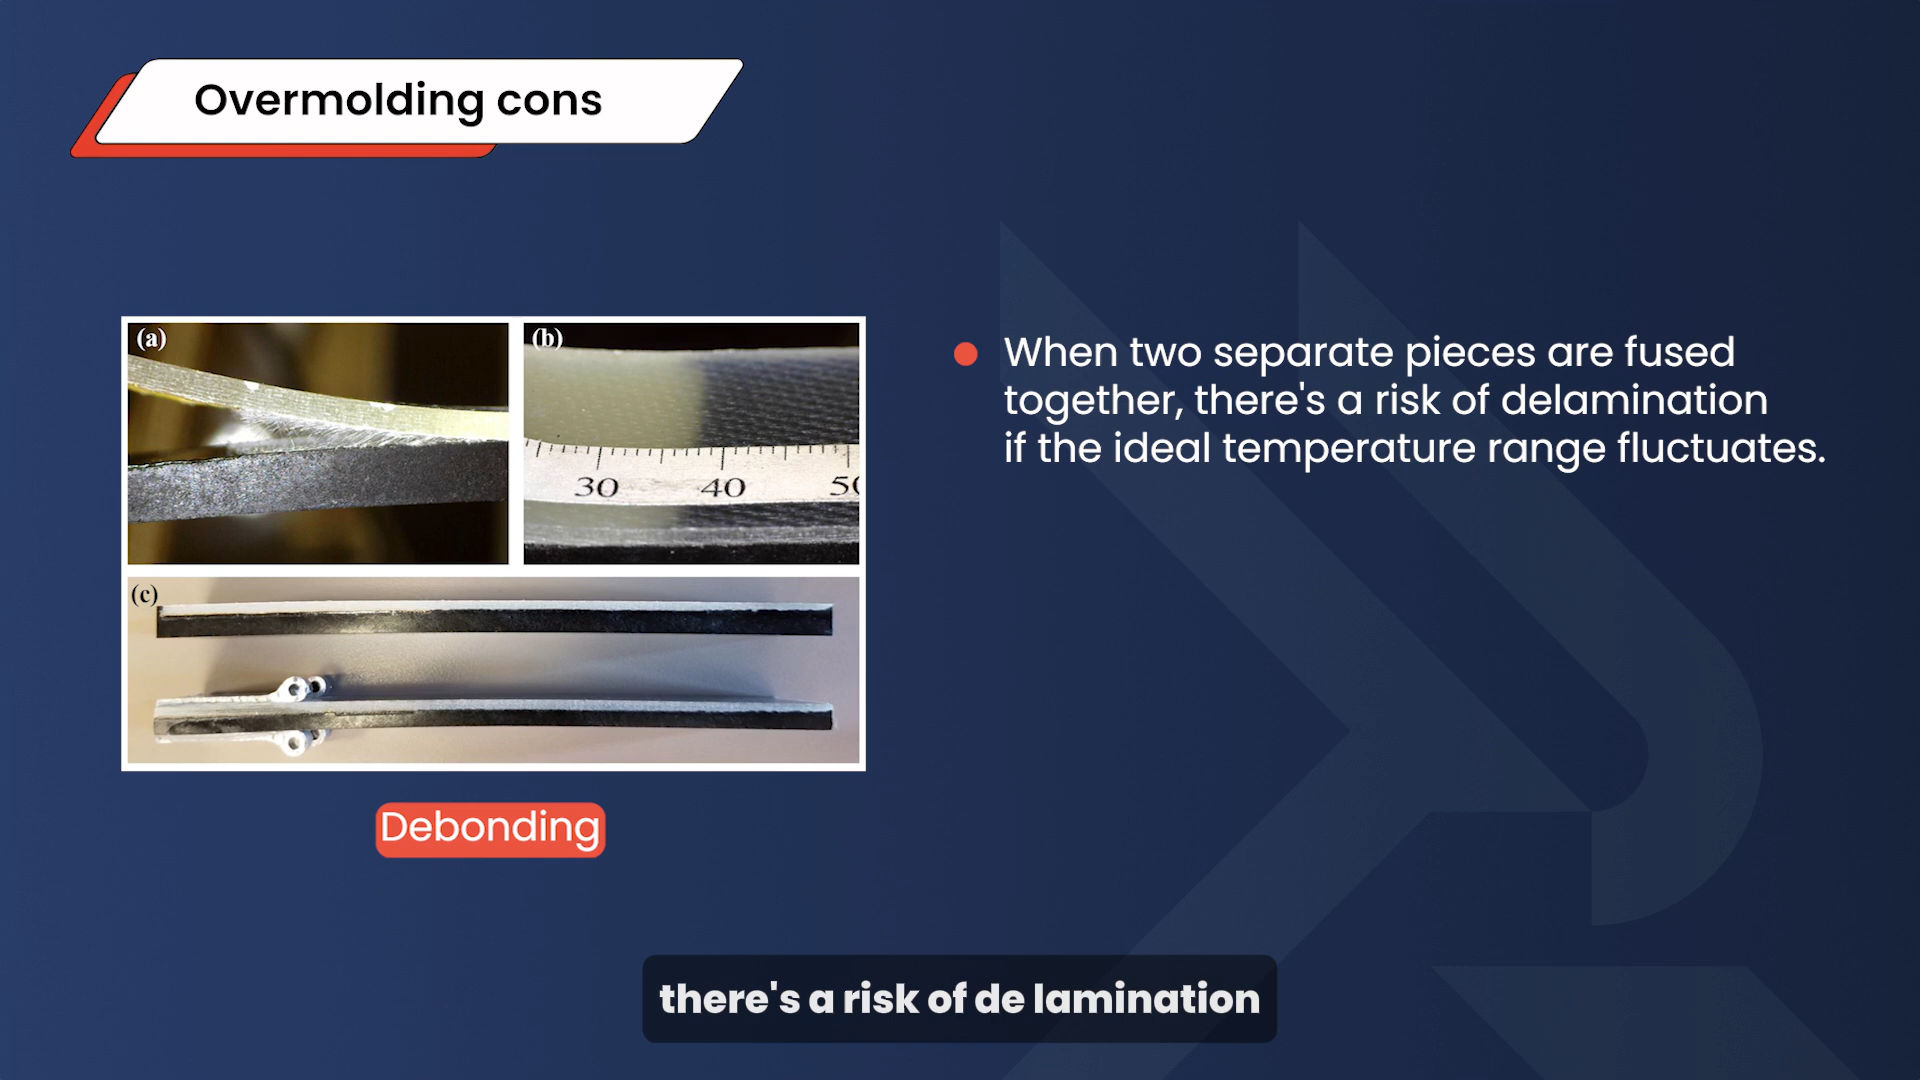 Overmolding cons
(a)
(b)
30 40 50
(c)
Debonding
When two separate pieces are fused
together, there's a risk of delamination
if the ideal temperature range fluctuates.
there's a risk of de lamination